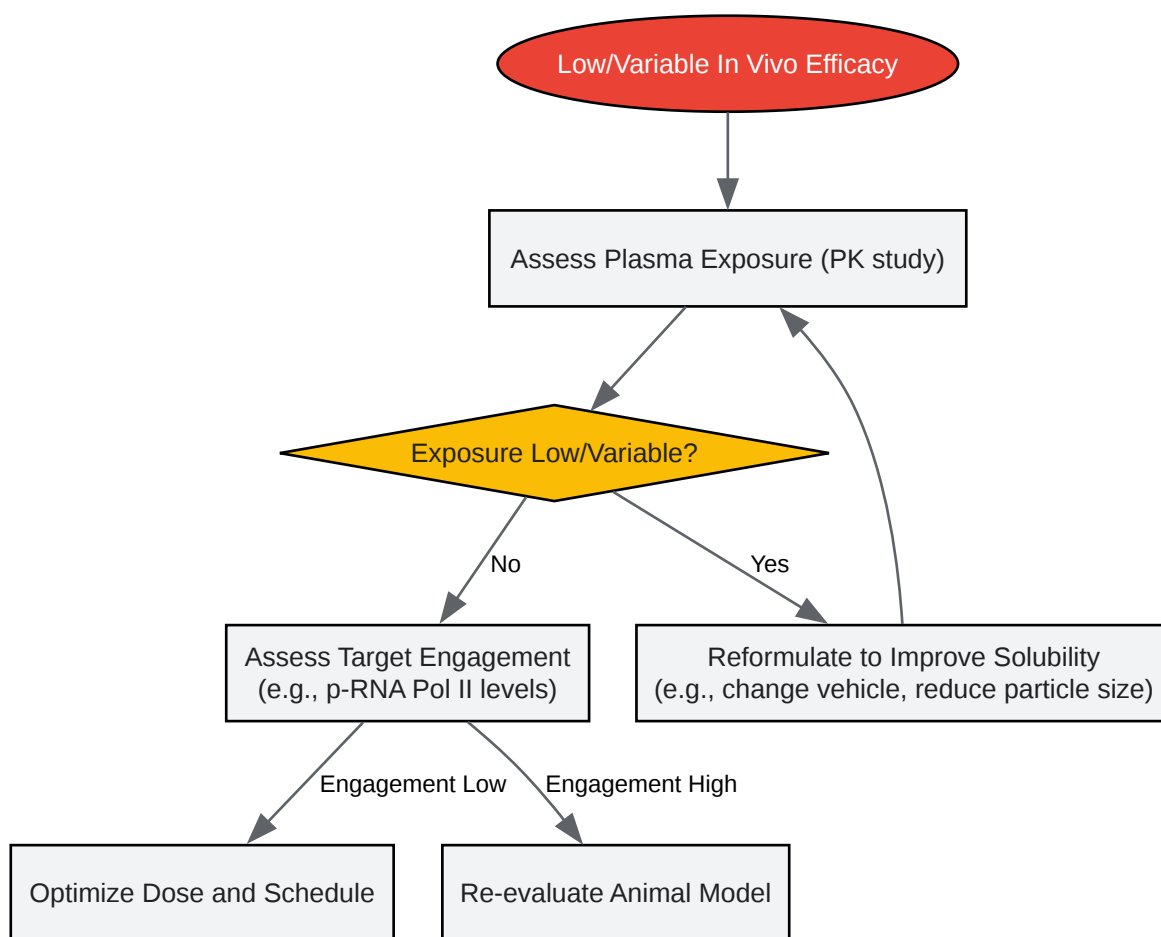 Low/Variable In Vivo Efficacy
Assess Plasma Exposure (PK study)
Exposure Low/Variable?
No
Yes
Assess Target Engagement
(e.g., p-RNA Pol II levels)
Reformulate to Improve Solubility
(e.g., change vehicle, reduce particle size)
Engagement Low
Engagement High
Optimize Dose and Schedule
Re-evaluate Animal Model